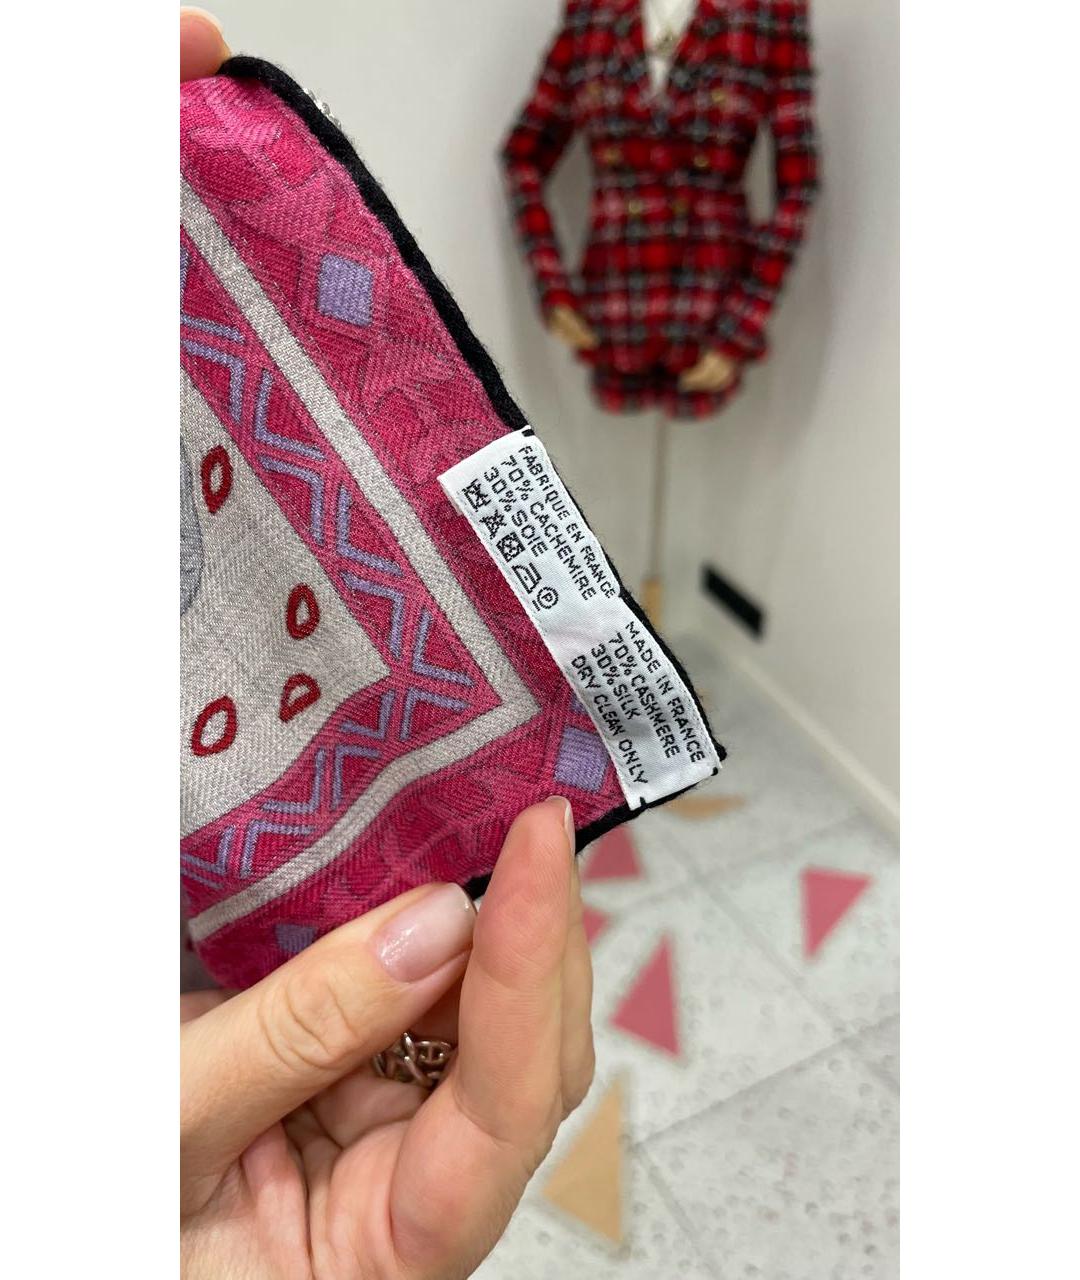 FABRIQUE EN FRANCE
70% CACHEMIRE
30% SOIE
MADE IN FRANCE
70% CASHMERE
30% SILK
DRY CLEAN ONLY